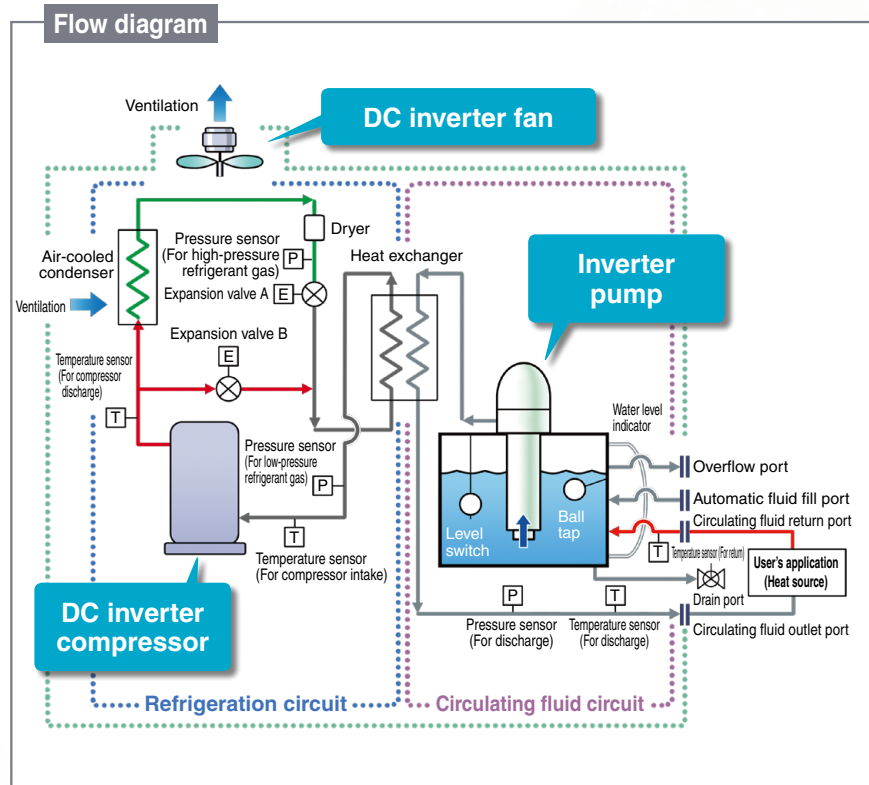 Flow diagram
Ventilation
DC inverter fan
Dryer
Pressure sensor
(For high-pressure
refrigerant gas)
P
Air-cooled
condenser
Heat exchanger
Inverter
pump
Expansion valve A
E
Ventilation
Expansion valve B
E
Temperature sensor
(For compressor
discharge)
T
Water level
indicator
Pressure sensor
(For low-pressure
refrigerant gas)
P
Overflow port
Automatic fluid fill port
Level
switch
Ball
tap
Circulating fluid return port
T
Temperature sensor (For return)
T
Temperature sensor
(For compressor intake)
User's application
(Heat source)
Drain port
DC inverter
compressor
P
Pressure sensor
(For discharge)
T
Temperature sensor
(For discharge)
Circulating fluid outlet port
Refrigeration circuit
Circulating fluid circuit